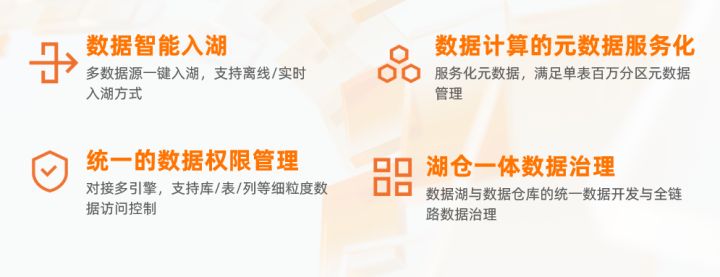 数据智能入湖
多数据源一键入湖，支持离线/实时
入湖方式
数据计算的元数据服务化
服务化元数据，满足单表百万分区元数据
管理
统一的数据权限管理
对接多引擎，支持库/表/列等细粒度数
据访问控制
湖仓一体数据治理
数据湖与数据仓库的统一数据开发与全链
路数据治理